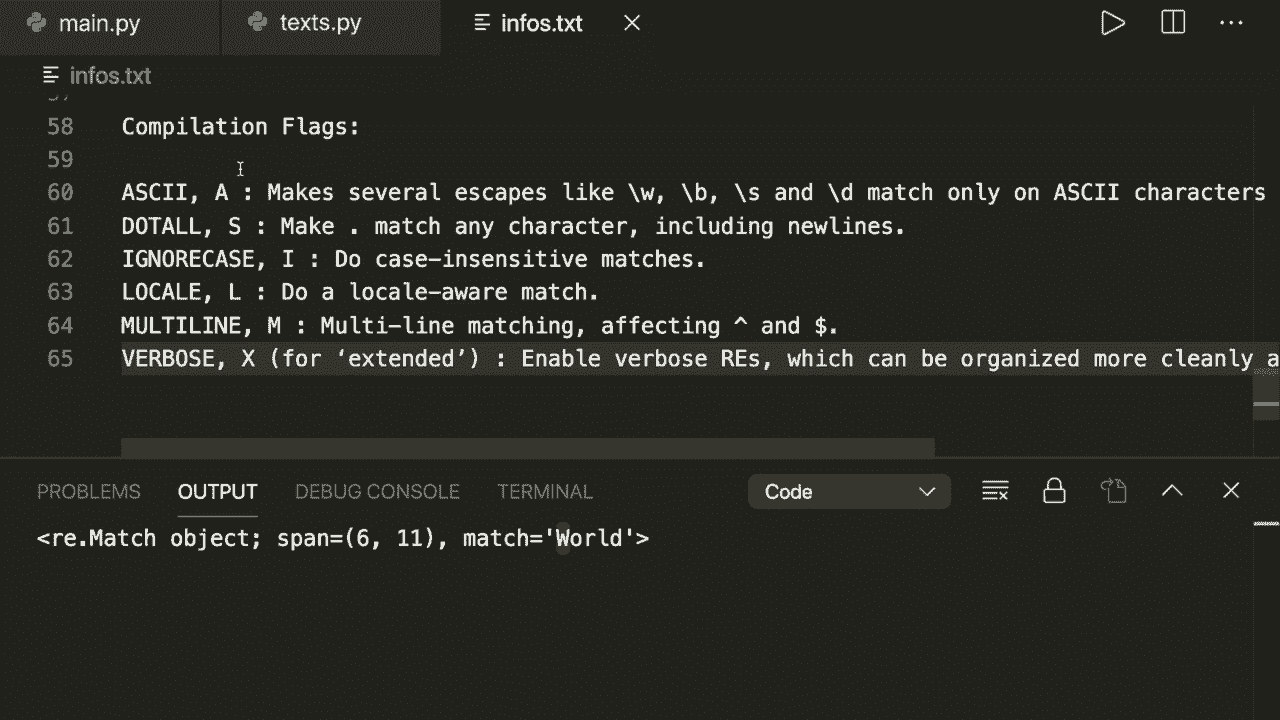 main.py texts.py infos.txt
infos.txt
58 Compilation Flags:
59
60 ASCII, A : Makes several escapes like \w, \b, \s and \d match only on ASCII characters
61 DOTALL, S : Make . match any character, including newlines.
62 IGNORECASE, I : Do case-insensitive matches.
63 LOCALE, L : Do a locale-aware match.
64 MULTILINE, M : Multi-line matching, affecting ^ and $.
65 VERBOSE, X (for ‘extended’) : Enable verbose REs, which can be organized more cleanly a
PROBLEMS OUTPUT DEBUG CONSOLE TERMINAL Code
<re.Match object; span=(6, 11), match='World'>